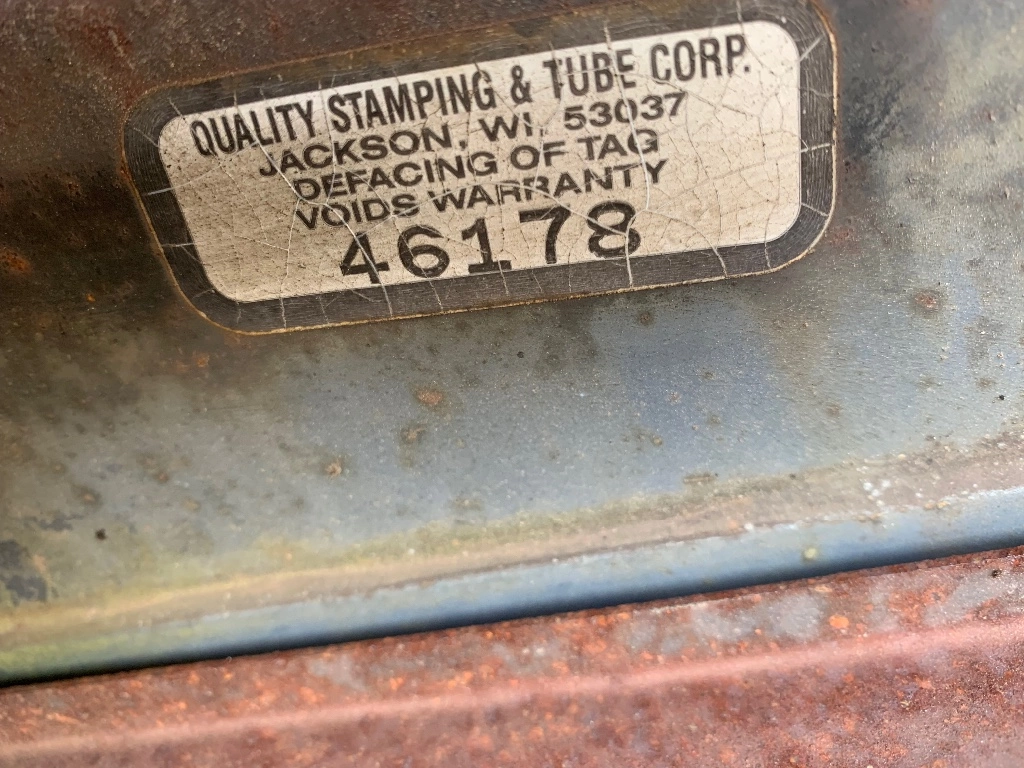 QUALITY STAMPING & TUBE CORP.
JACKSON, WI. 53037
DEFACING OF TAG
VOIDS WARRANTY
46178